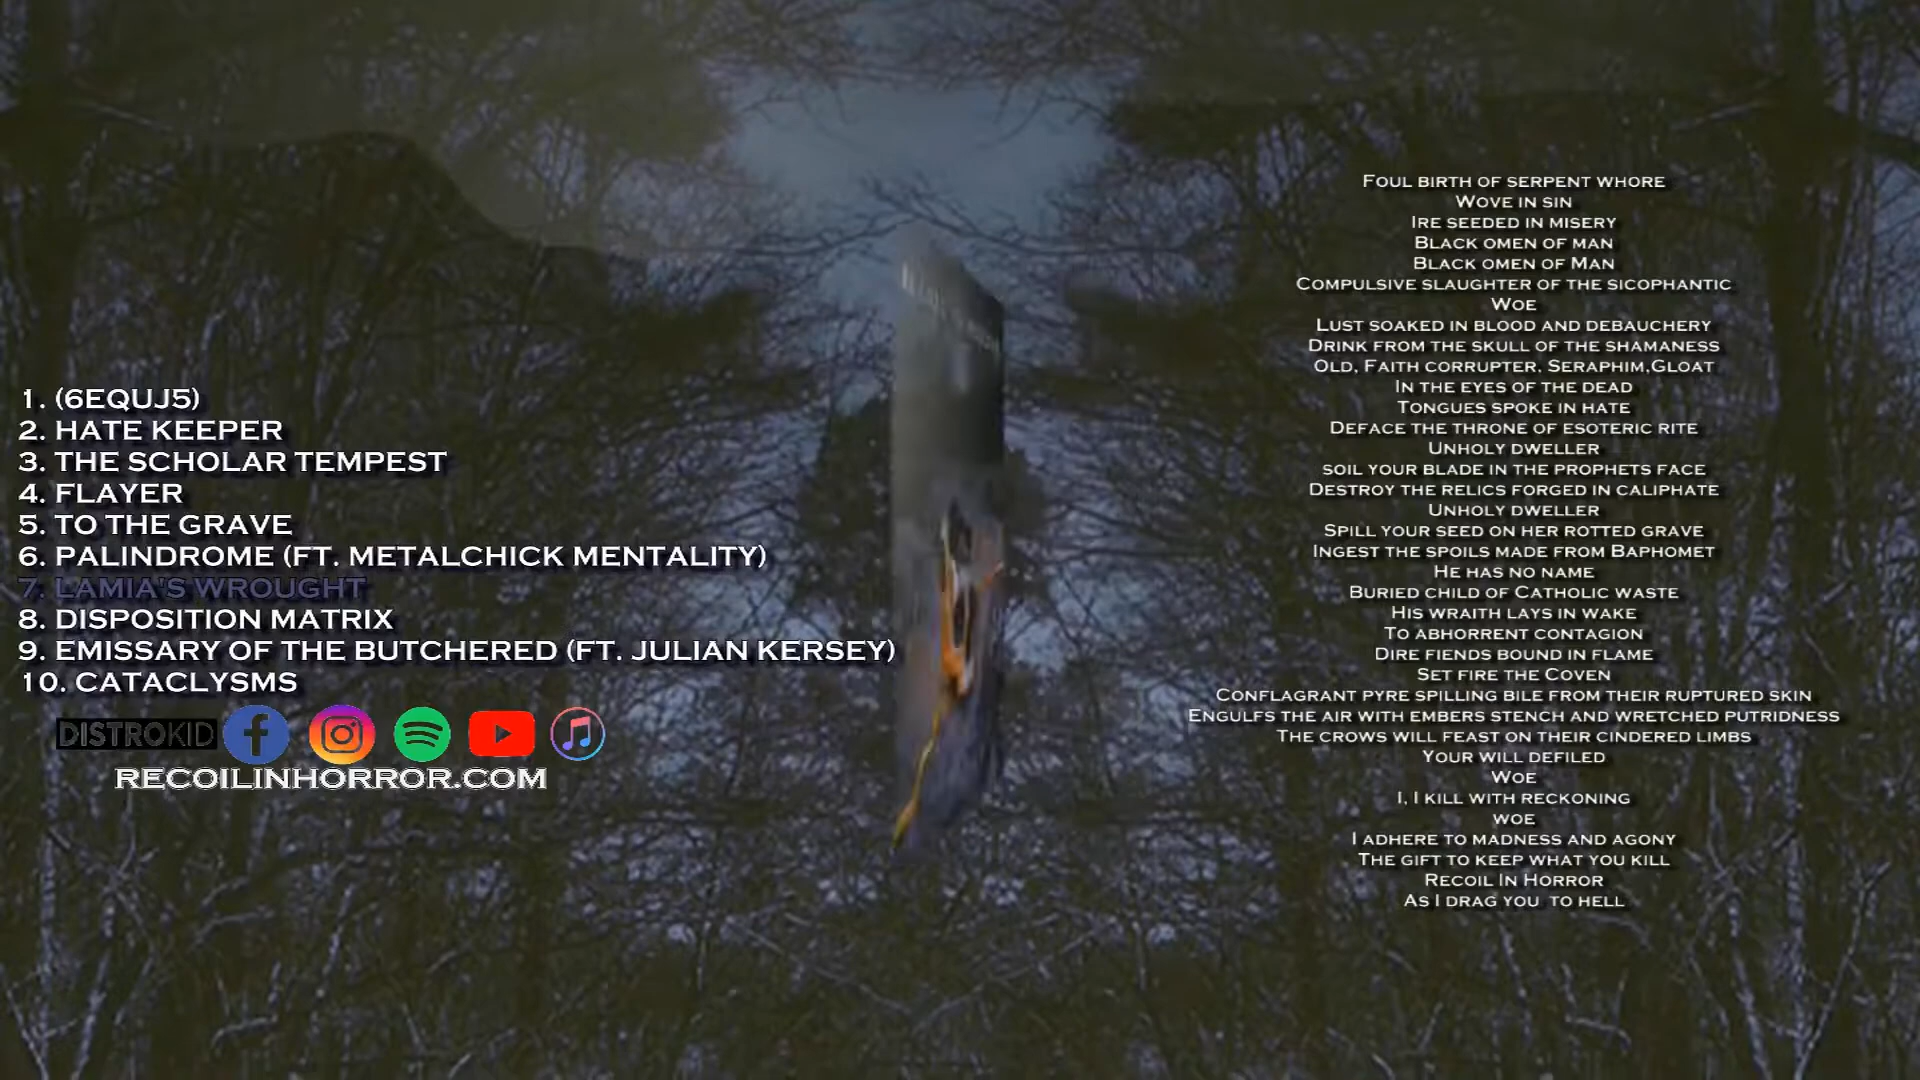 1. (6EQUJ5)
2. HATE KEEPER
3. THE SCHOLAR TEMPEST
4. FLAYER
5. TO THE GRAVE
6. PALINDROME (FT. METALCHICK MENTALITY)
7. LAMIA'S WROUGHT
8. DISPOSITION MATRIX
9. EMISSARY OF THE BUTCHERED (FT. JULIAN KERSEY)
10. CATACLYSMS
DISTROKID
RECOILINHORROR.COM
Foul birth of serpent whore
Wove in sin
Ire seeded in misery
Black omen of man
Black omen of Man
Compulsive slaughter of the sicophantic
Woe
Lust soaked in blood and debauchery
Drink from the skull of the shamaness
Old, Faith corrupter, Seraphim,Gloat
In the eyes of the dead
Tongues spoke in hate
Deface the throne of esoteric rite
Unholy dweller
soil your blade in the prophets face
Destroy the relics forged in caliphate
Unholy dweller
Spill your seed on her rotted grave
Ingest the spoils made from Baphomet
He has no name
Buried child of Catholic waste
His wraith lays in wake
To abhorrent contagion
Dire fiends bound in flame
Set fire the Coven
Conflagrant pyre spilling bile from their ruptured skin
Engulfs the air with embers stench and wretched putridness
The crows will feast on their cindered limbs
Your will defiled
Woe
I, I kill with reckoning
woe
I adhere to madness and agony
The gift to keep what you kill
Recoil In Horror
As I drag you to hell